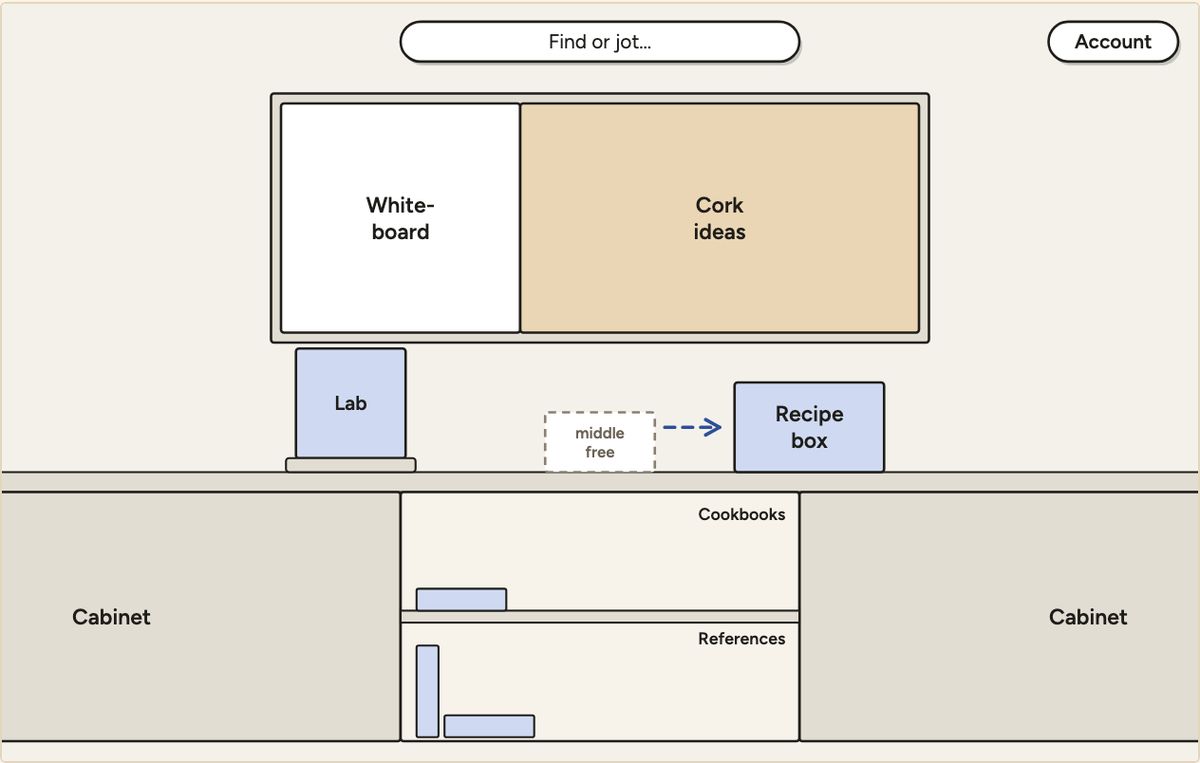 Find or jot...
Account
White-
board
Cork
ideas
Lab
middle
free
Recipe
box
Cookbooks
Cabinet
Cabinet
References